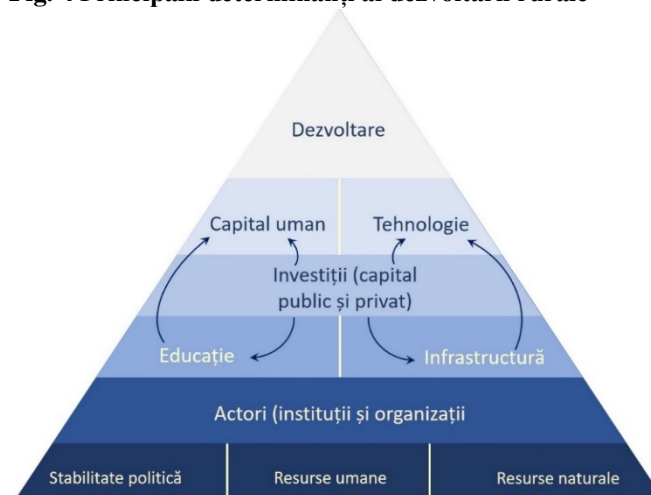 Dezvoltare
Capital uman
Tehnologie
Investiții (capital
public și privat)
Educație
Infrastructură
Actori (instituții și organizații
Stabilitate politică
Resurse umane
Resurse naturale